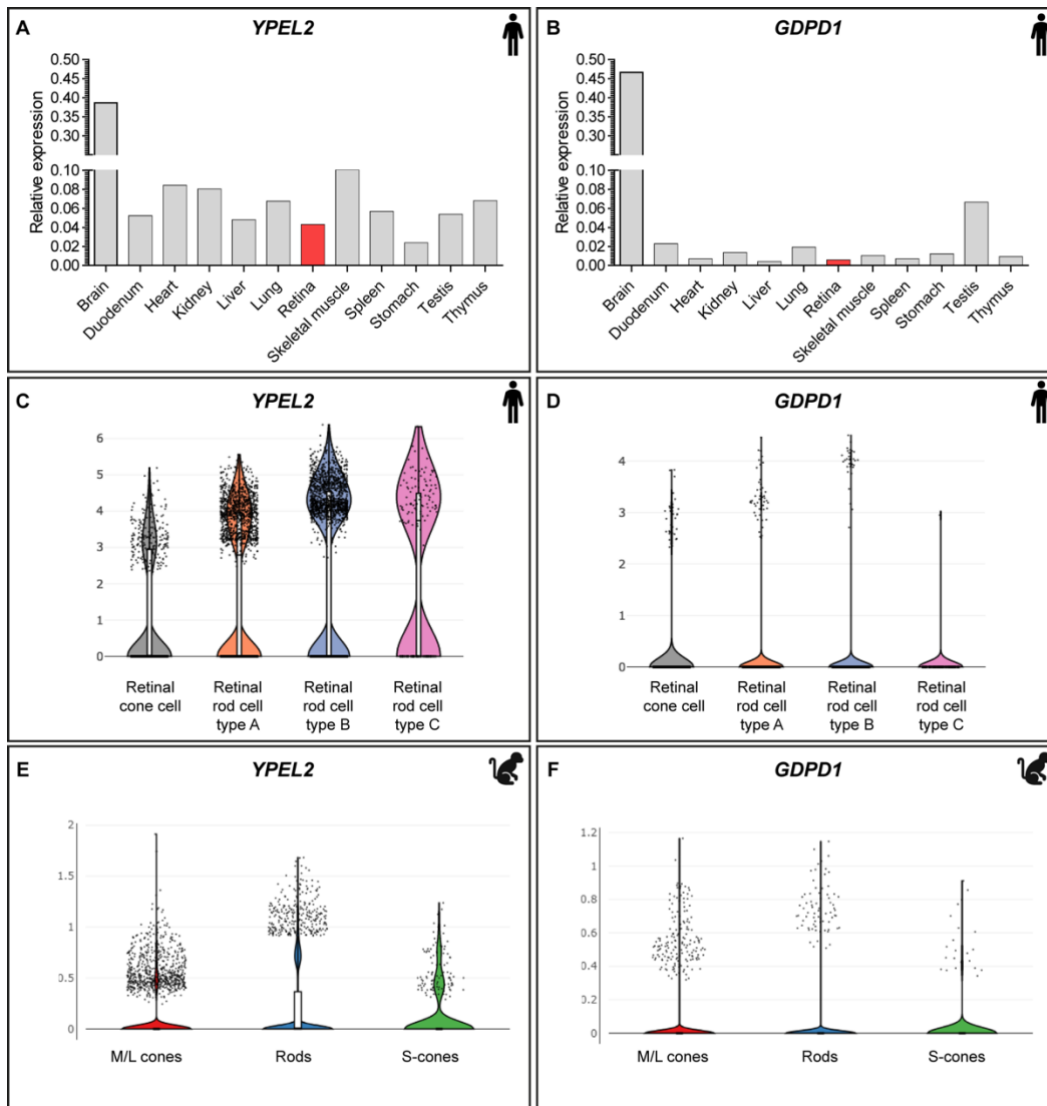 A
YPEL2
Relative expression
0.50
0.45
0.40
0.35
0.30
0.10
0.08
0.06
0.04
0.02
0.00
Brain
Duodenum
Heart
Kidney
Liver
Lung
Retina
Skeletal muscle
Spleen
Stomach
Testis
Thymus
B
GDPD1
Relative expression
0.50
0.45
0.40
0.35
0.30
0.10
0.08
0.06
0.04
0.02
0.00
Brain
Duodenum
Heart
Kidney
Liver
Lung
Retina
Skeletal muscle
Spleen
Stomach
Testis
Thymus
C
YPEL2
6
5
4
3
2
1
0
Retinal
cone cell
Retinal
rod cell
type A
Retinal
rod cell
type B
Retinal
rod cell
type C
D
GDPD1
4
3
2
1
0
Retinal
cone cell
Retinal
rod cell
type A
Retinal
rod cell
type B
Retinal
rod cell
type C
E
YPEL2
2
1.5
1
0.5
0
M/L cones
Rods
S-cones
F
GDPD1
1.2
1
0.8
0.6
0.4
0.2
0
M/L cones
Rods
S-cones